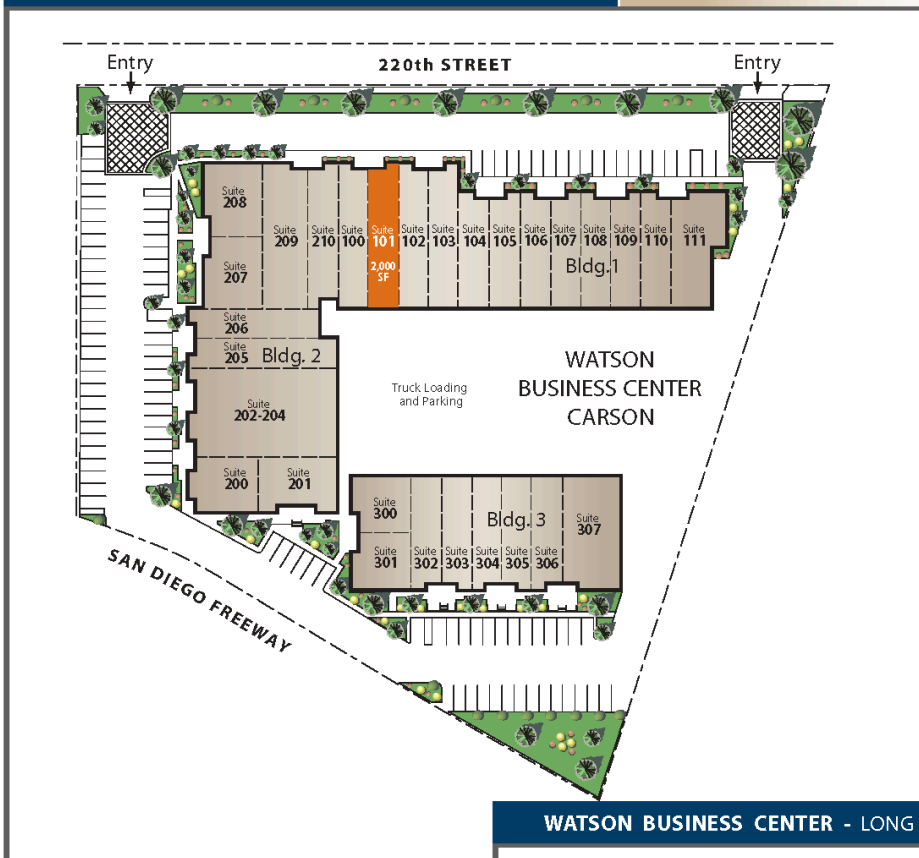 Entry
220th STREET
Entry
Suite
208
Suite
209
Suite
210
Suite
100
Suite
101
2,000
SF
Suite
102
Suite
103
Suite
104
Suite
105
Suite
106
Suite
107
Suite
108
Suite
109
Suite
110
Suite
111
Bldg.1
Suite
207
Suite
206
Suite
205
Bldg. 2
Suite
202-204
Suite
200
Suite
201
Truck Loading
and Parking
WATSON
BUSINESS CENTER
CARSON
Suite
300
Bldg. 3
Suite
307
Suite
301
Suite
302
Suite
303
Suite
304
Suite
305
Suite
306
SAN DIEGO FREEWAY
WATSON BUSINESS CENTER - LONG